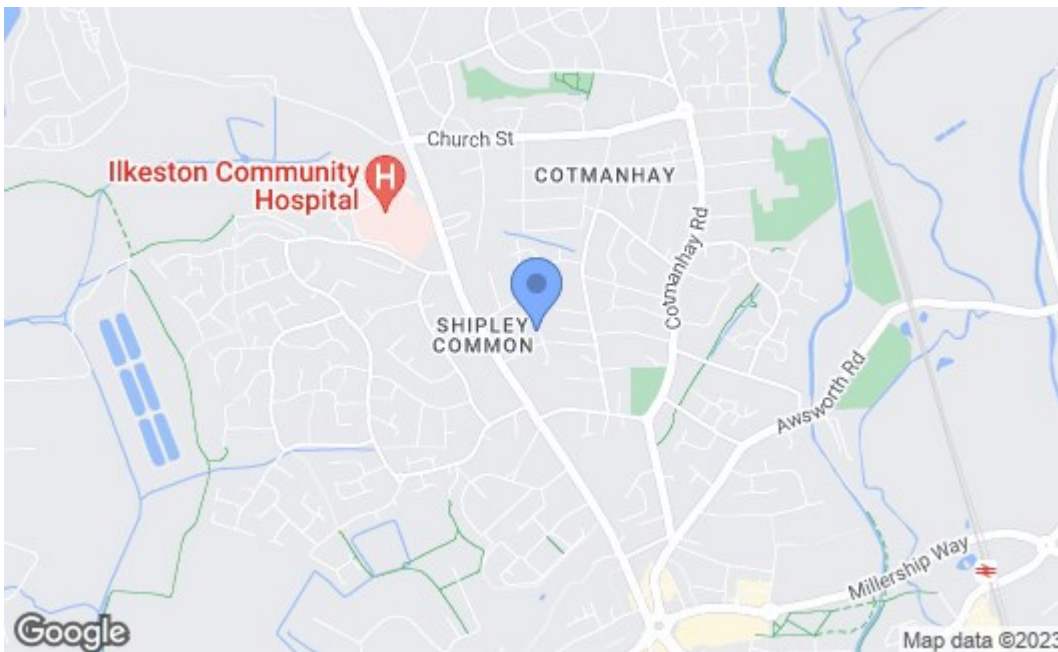 Church St
COTMANHAY
Ilkeston Community
Hospital
H
Cotmanhay Rd
SHIPLEY
COMMON
Awsworth Rd
Millership Way
Google
Map data ©2023